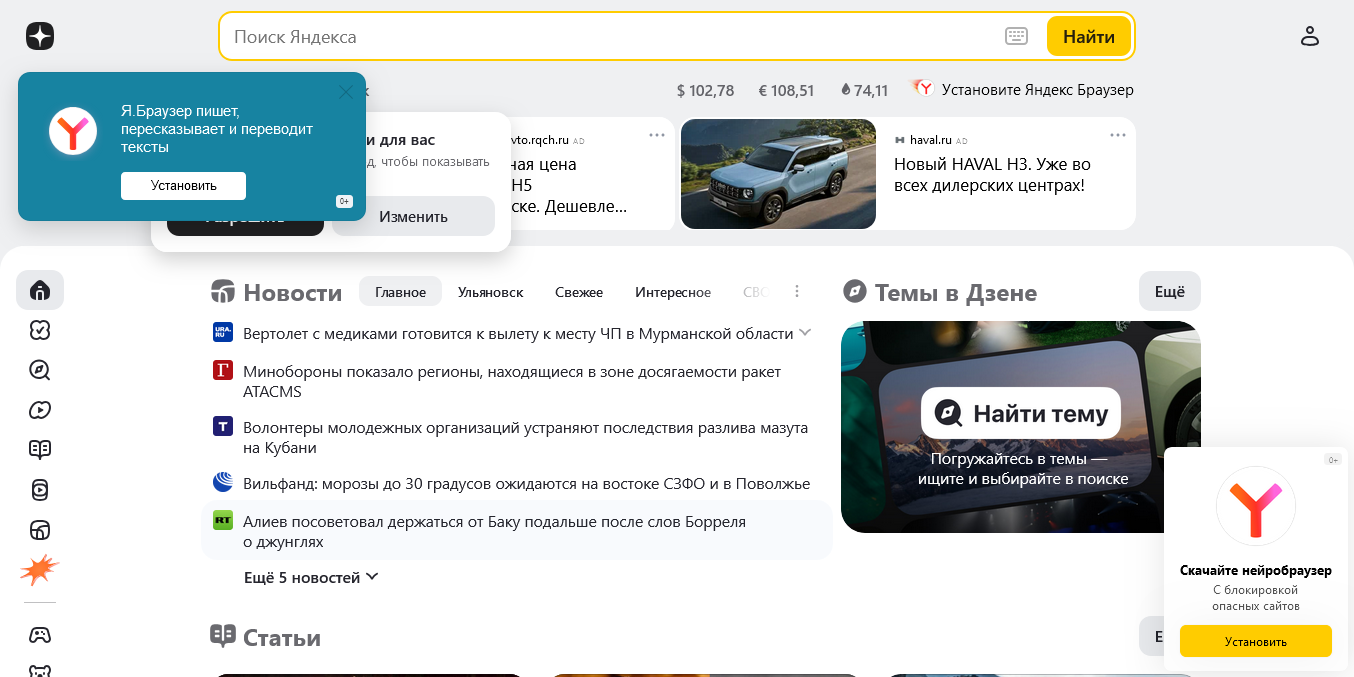 Поиск Яндекса
Найти
Я.Браузер пишет,
пересказывает и переводит
тексты
Установить
0+
$ 102,78
€ 108,51
74,11
Установите Яндекс Браузер
и для вас
чтобы показывать
Изменить
vto.rqch.ru AD
ная цена
H5
ске. Дешевле...
haval.ru AD
Новый HAVAL H3. Уже во
всех дилерских центрах!
Новости
Главное
Ульяновск
Свежее
Интересное
СВО
URA.RU
Вертолет с медиками готовится к вылету к месту ЧП в Мурманской области
Г
Минобороны показало регионы, находящиеся в зоне досягаемости ракет
ATACMS
Т
Волонтеры молодежных организаций устраняют последствия разлива мазута
на Кубани
Вильфанд: морозы до 30 градусов ожидаются на востоке СЗФО и в Поволжье
RT
Алиев посоветовал держаться от Баку подальше после слов Борреля
о джунглях
Ещё 5 новостей
Темы в Дзене
Ещё
Найти тему
Погружайтесь в темы —
ищите и выбирайте в поиске
0+
Скачайте нейробраузер
С блокировкой
опасных сайтов
Установить
Статьи